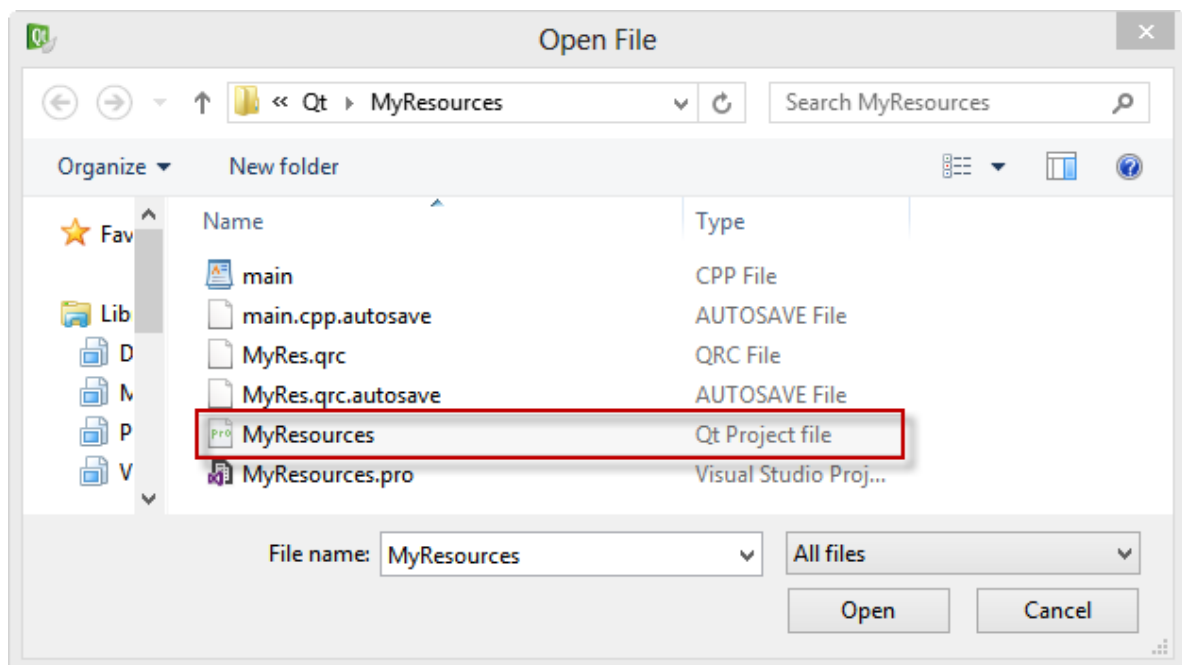 Open File
« Qt MyResources Search MyResources
Organize New folder
Name Type
Fav
main CPP File
Lib main.cpp.autosave AUTOSAVE File
D MyRes.qrc QRC File
M MyRes.qrc.autosave AUTOSAVE File
P MyResources Qt Project file
V MyResources.pro Visual Studio Proj...
File name: MyResources All files
Open Cancel